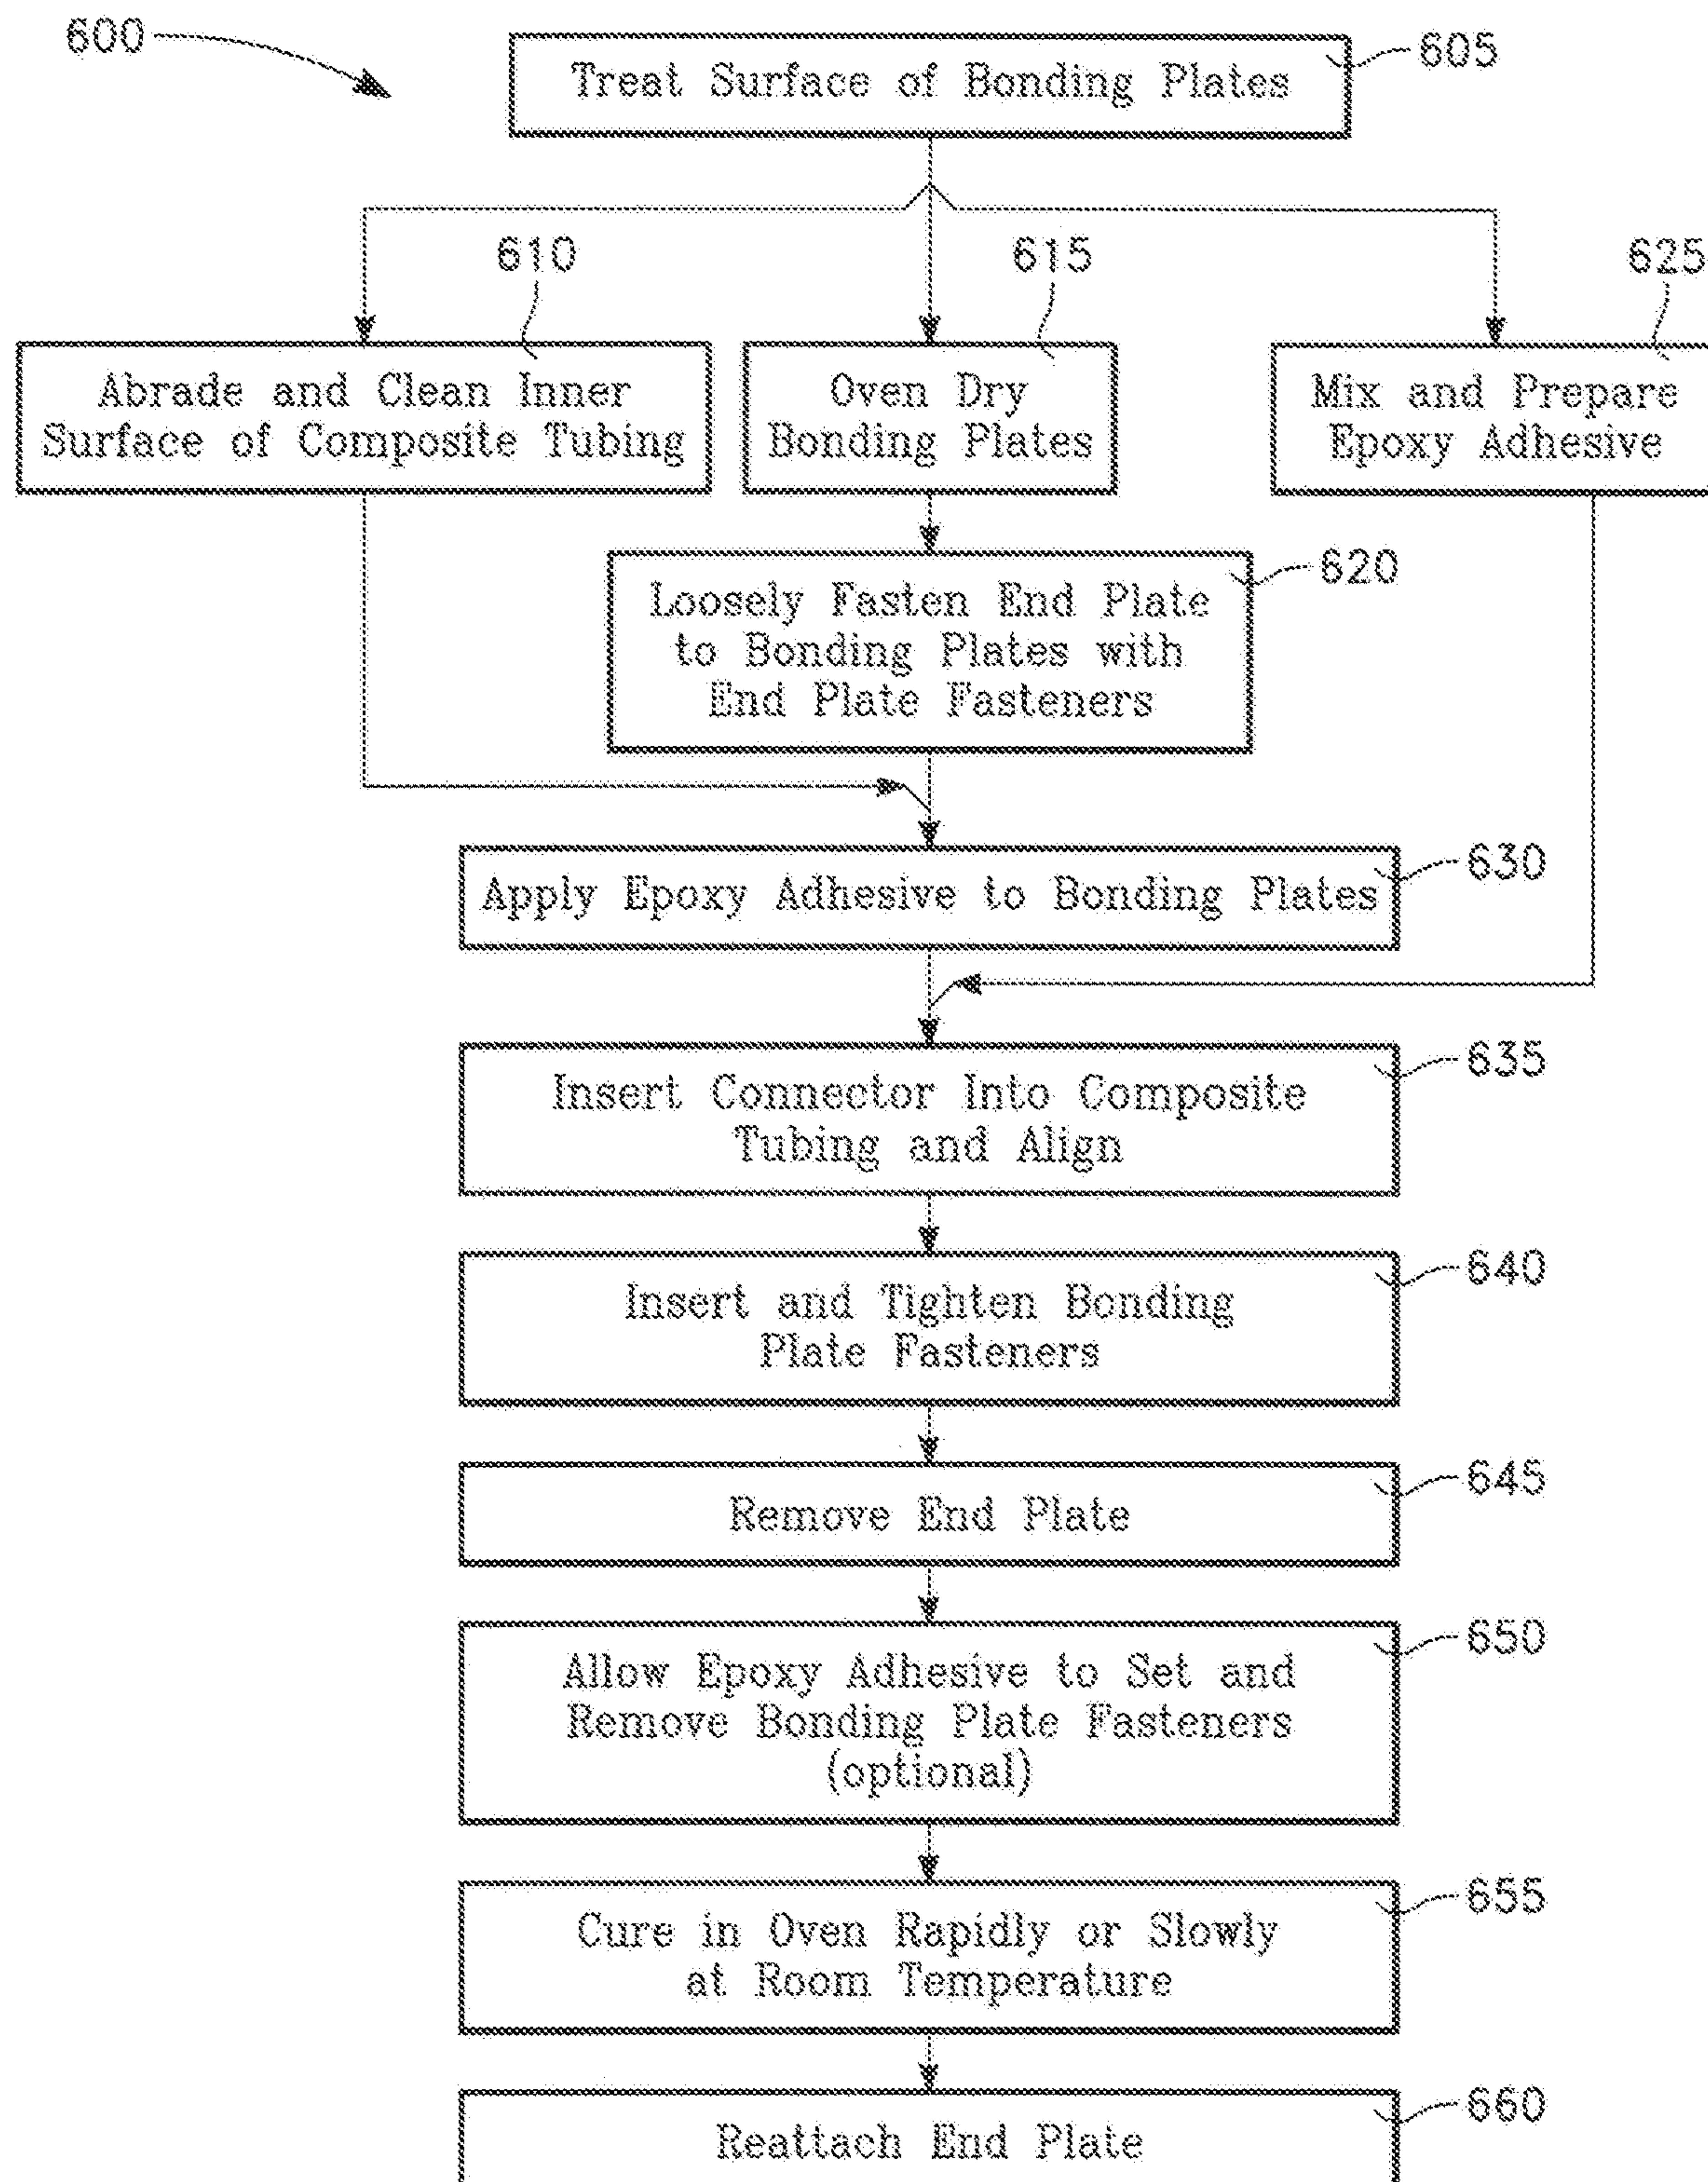 600
Treat Surface of Bonding Plates
605
610
615
625
Abrade and Clean Inner
Surface of Composite Tubing
Oven Dry
Bonding Plates
Mix and Prepare
Epoxy Adhesive
620
Loosely Fasten End Plate
to Bonding Plates with
End Plate Fasteners
630
Apply Epoxy Adhesive to Bonding Plates
635
Insert Connector Into Composite
Tubing and Align
640
Insert and Tighten Bonding
Plate Fasteners
645
Remove End Plate
650
Allow Epoxy Adhesive to Set and
Remove Bonding Plate Fasteners
(optional)
655
Cure in Oven Rapidly or Slowly
at Room Temperature
660
Reattach End Plate